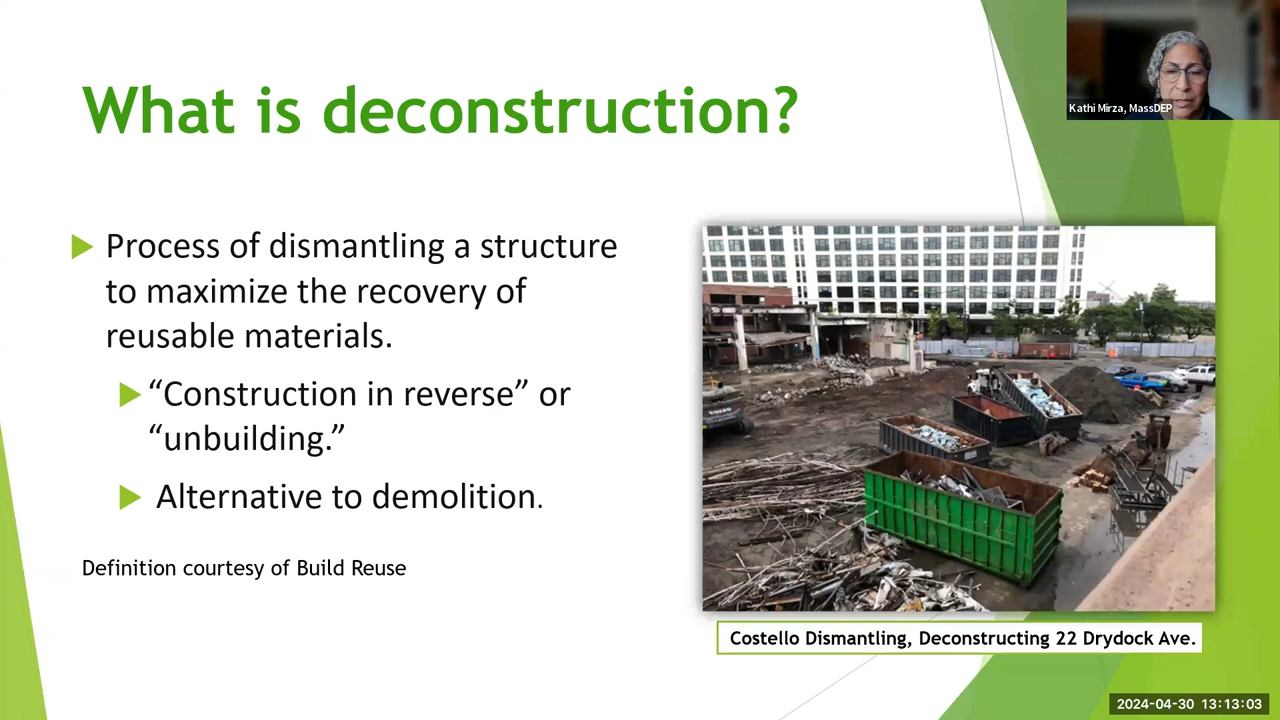 What is deconstruction?
Kathi Mirza, MassDEP
Process of dismantling a structure
to maximize the recovery of
reusable materials.
“Construction in reverse” or
“unbuilding.”
Alternative to demolition.
Definition courtesy of Build Reuse
VOLVO
Costello Dismantling, Deconstructing 22 Drydock Ave.
2024-04-30 13:13:03